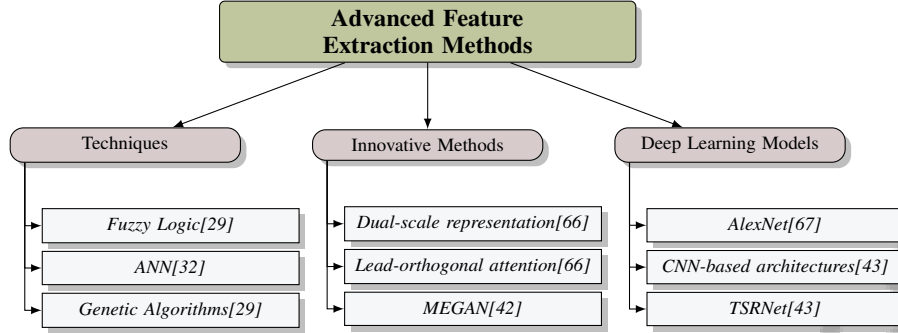 Advanced Feature
Extraction Methods
Techniques
Fuzzy Logic[29]
ANN[32]
Genetic Algorithms[29]
Innovative Methods
Dual-scale representation[66]
Lead-orthogonal attention[66]
MEGAN[42]
Deep Learning Models
AlexNet[67]
CNN-based architectures[43]
TSRNet[43]